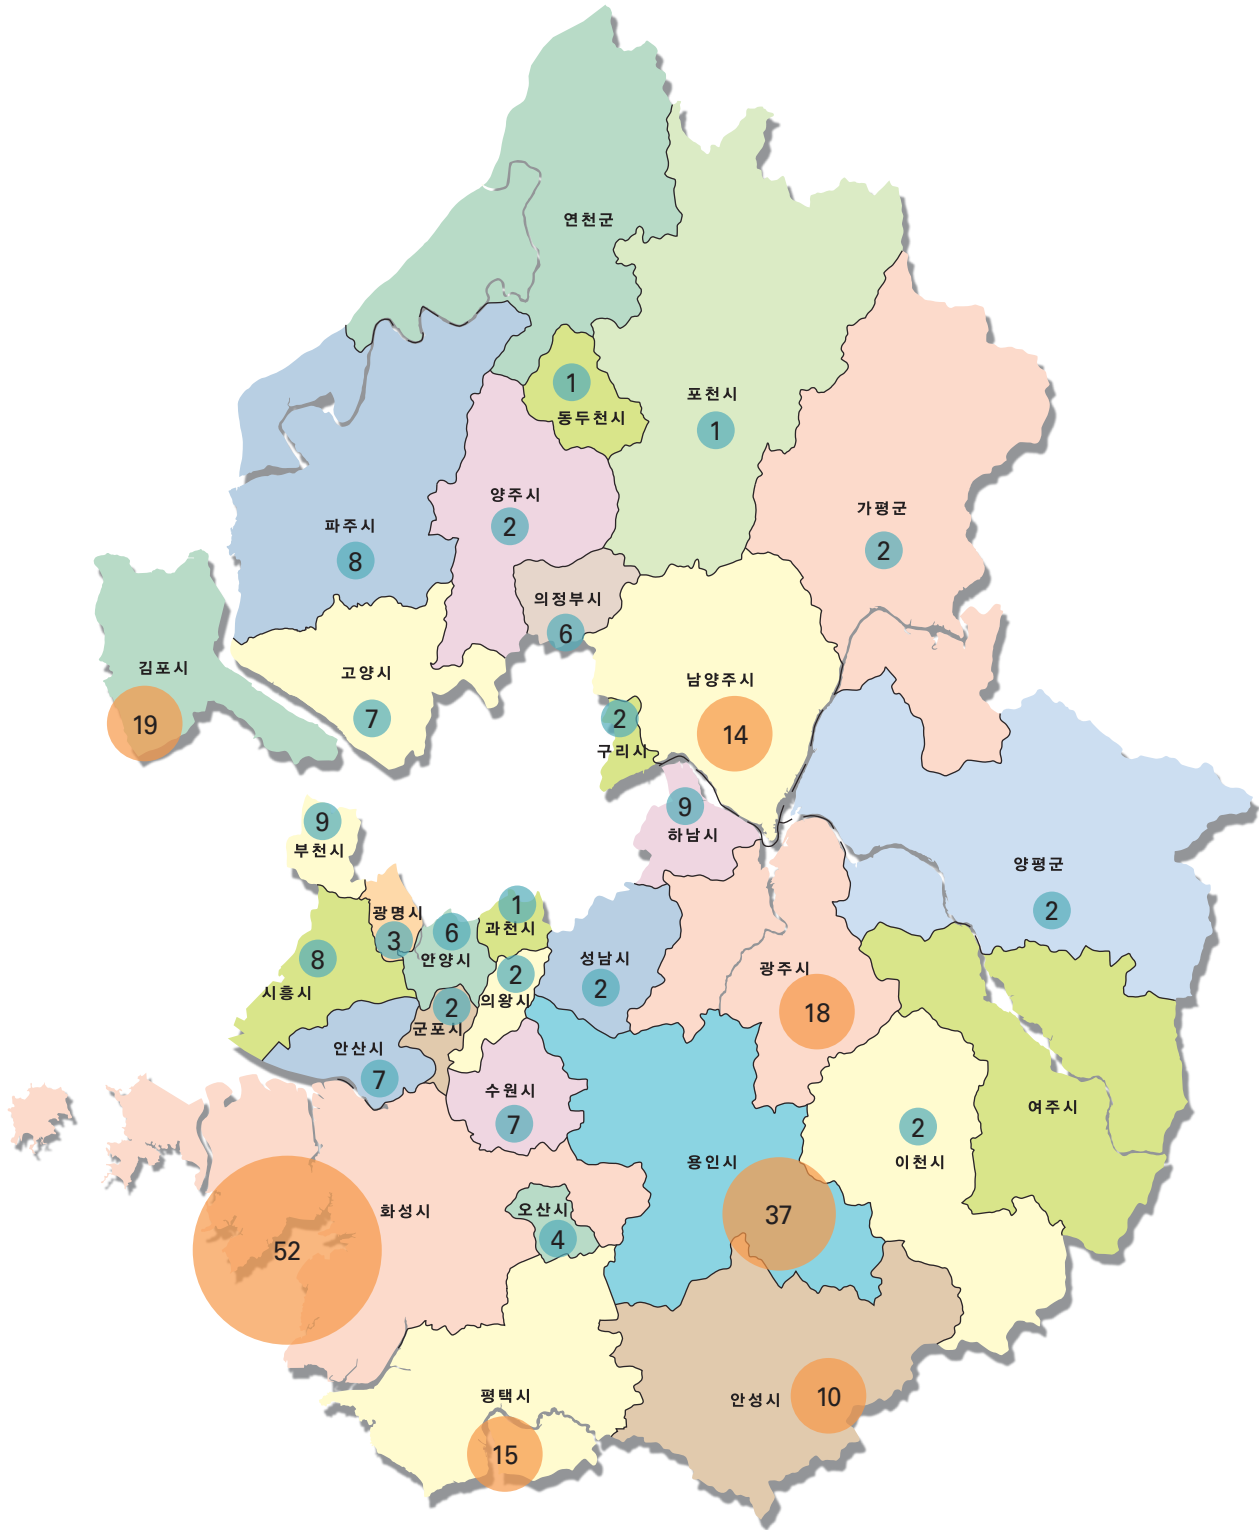 연천군
1
동두천시
포천시
1
양주시
2
가평군
2
파주시
8
의정부시
6
김포시
19
고양시
7
남양주시
14
2
구리시
9
하남시
9
부천시
양평군
2
광명시
3
6
안양시
1
과천시
8
시흥시
2
의왕시
성남시
2
광주시
18
2
군포시
안산시
7
수원시
7
여주시
2
이천시
용인시
37
화성시
52
오산시
4
평택시
15
안성시
10